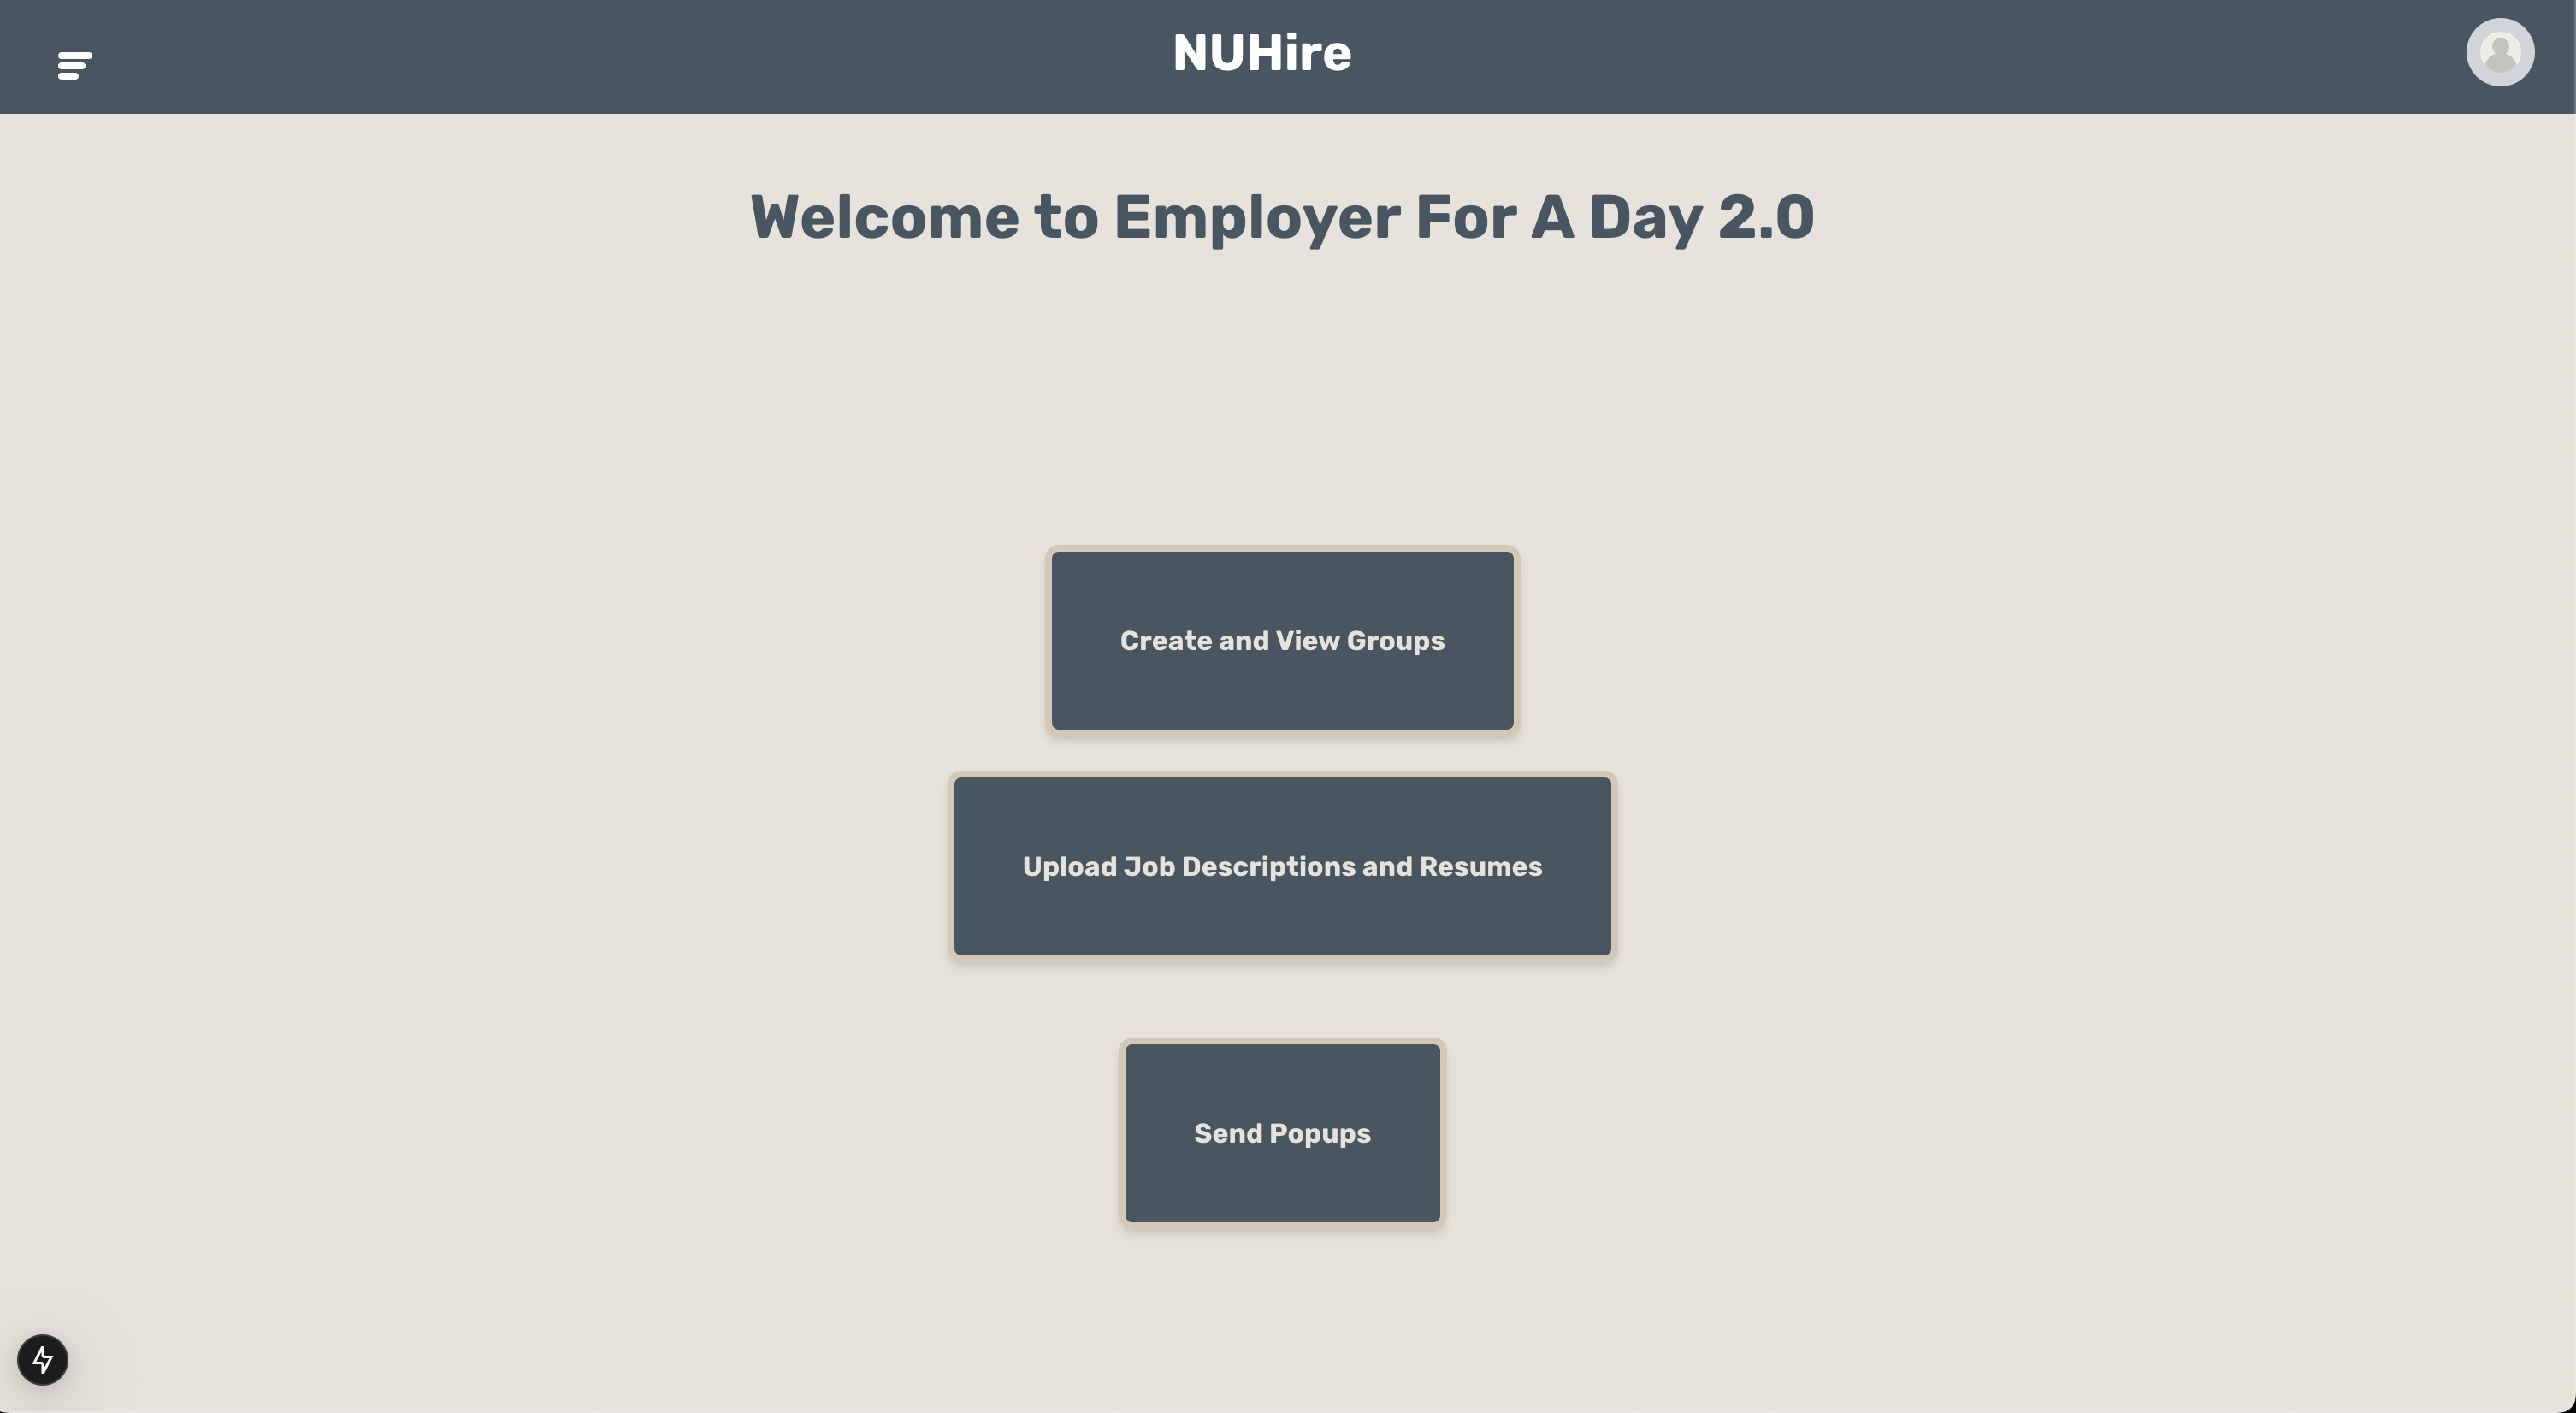 NUHire
Welcome to Employer For A Day 2.0
Create and View Groups
Upload Job Descriptions and Resumes
Send Popups